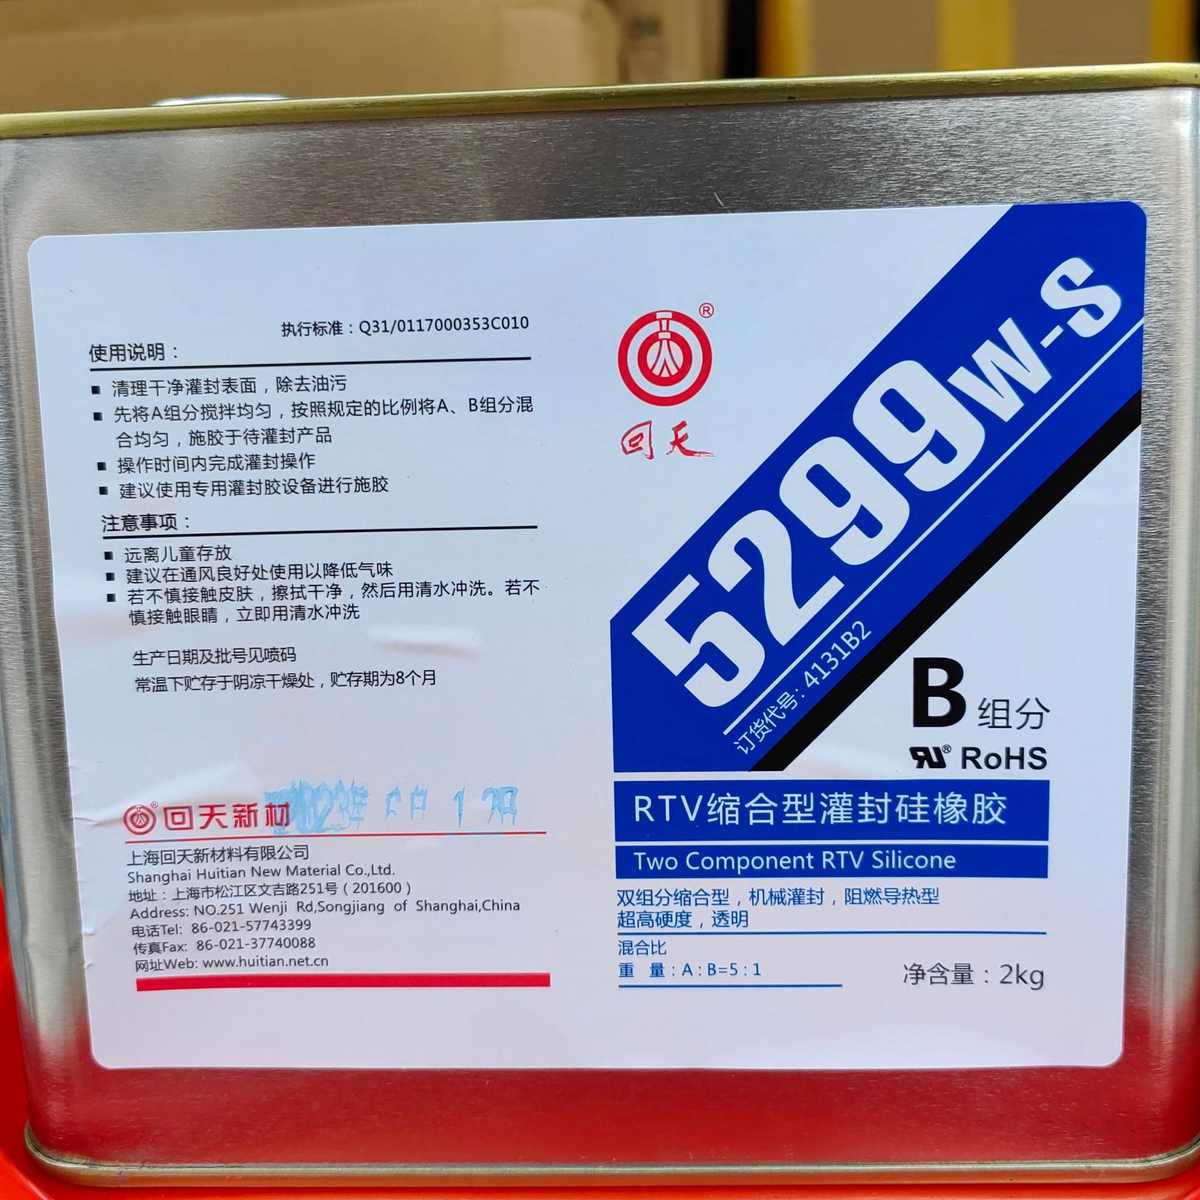 执行标准：Q31/0117000353C010
使用说明：
■ 清理干净灌封表面，除去油污
■ 先将A组分搅拌均匀，按照规定的比例将A、B组分混
合均匀，施胶于待灌封产品
■ 操作时间内完成灌封操作
■ 建议使用专用灌封胶设备进行施胶
注意事项：
■ 远离儿童存放
■ 建议在通风良好处使用以降低气味
■ 若不慎接触皮肤，擦拭干净，然后用清水冲洗。若不
慎接触眼睛，立即用清水冲洗
生产日期及批号见喷码
常温下贮存于阴凉干燥处，贮存期为8个月
®回天新材
上海回天新材料有限公司
Shanghai Huitian New Material Co.,Ltd.
地址：上海市松江区文吉路251号（201600）
Address: NO.251 Wenji Rd,Songjiang of Shanghai,China
电话Tel: 86-021-57743399
传真Fax: 86-021-37740088
网址Web: www.huitian.net.cn
®
回天
5299W-S
订货代号：4131B2
B 组分
RU® RoHS
RTV缩合型灌封硅橡胶
Two Component RTV Silicone
双组分缩合型，机械灌封，阻燃导热型
超高硬度，透明
混合比
重 量：A：B=5：1
净含量：2kg